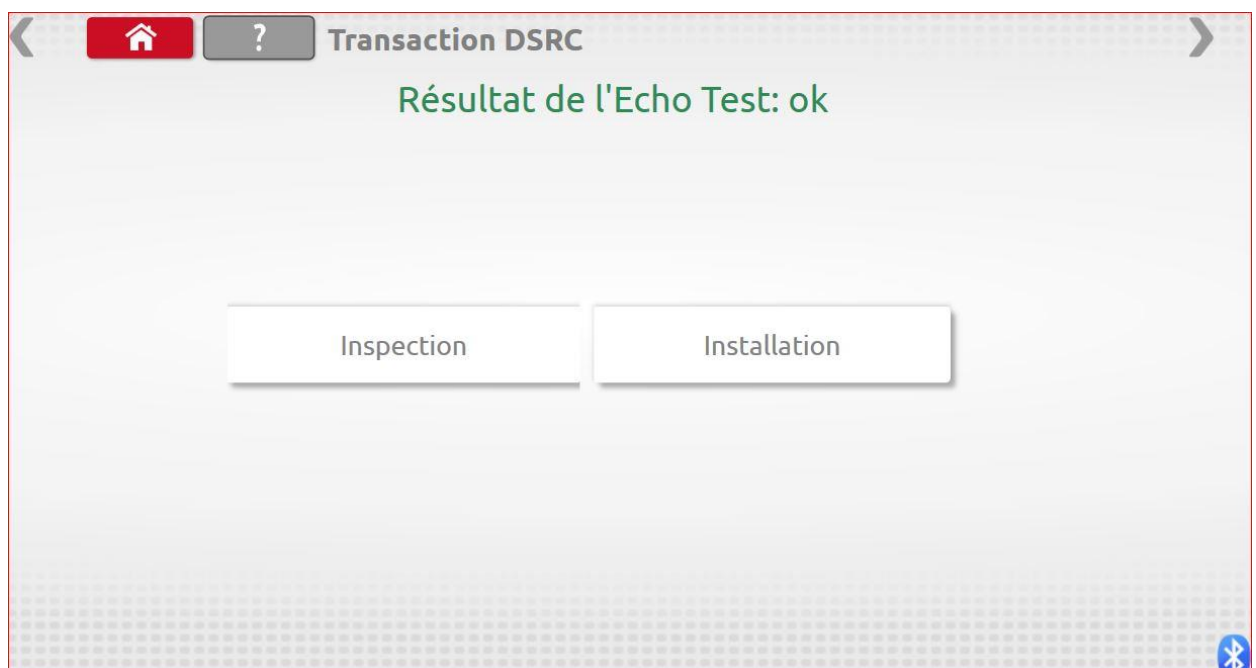 ? Transaction DSRC
Résultat de l'Echo Test: ok
Inspection Installation